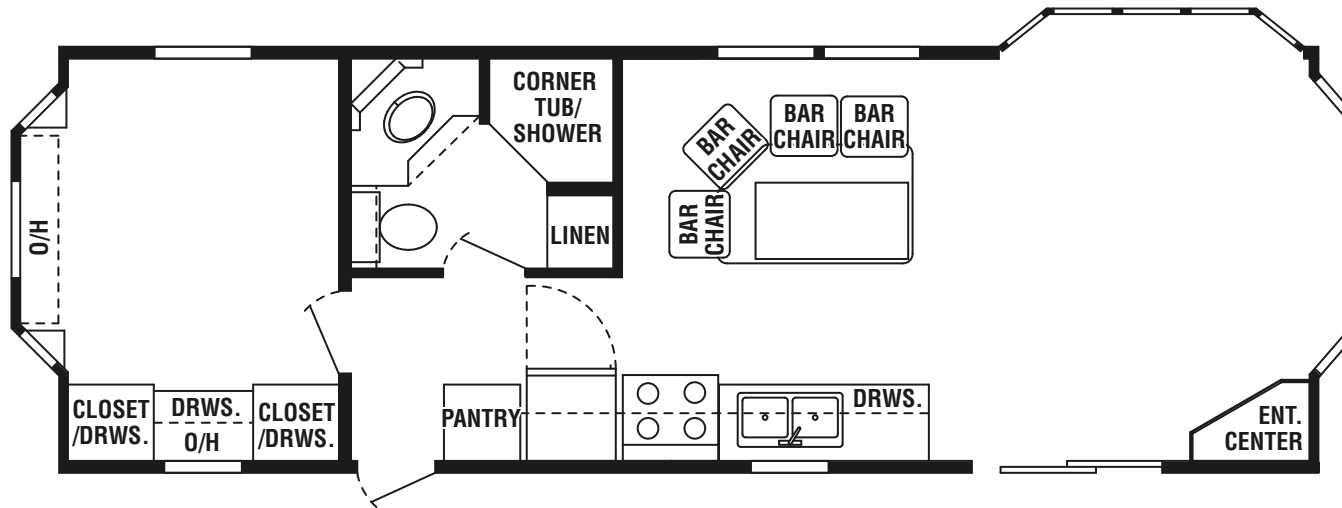 CORNER
TUB/
SHOWER
BAR
CHAIR
BAR
CHAIR
BAR
CHAIR
BAR
CHAIR
O/H
LINEN
CLOSET
/DRWS.
DRWS.
O/H
CLOSET
/DRWS.
PANTRY
DRWS.
ENT.
CENTER